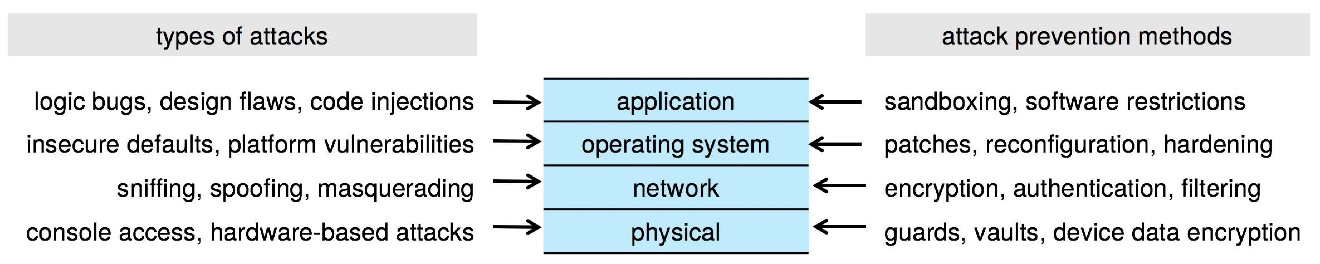 types of attacks attack prevention methods
logic bugs, design flaws, code injections application sandboxing, software restrictions
insecure defaults, platform vulnerabilities operating system patches, reconfiguration, hardening
sniffing, spoofing, masquerading network encryption, authentication, filtering
console access, hardware-based attacks physical guards, vaults, device data encryption